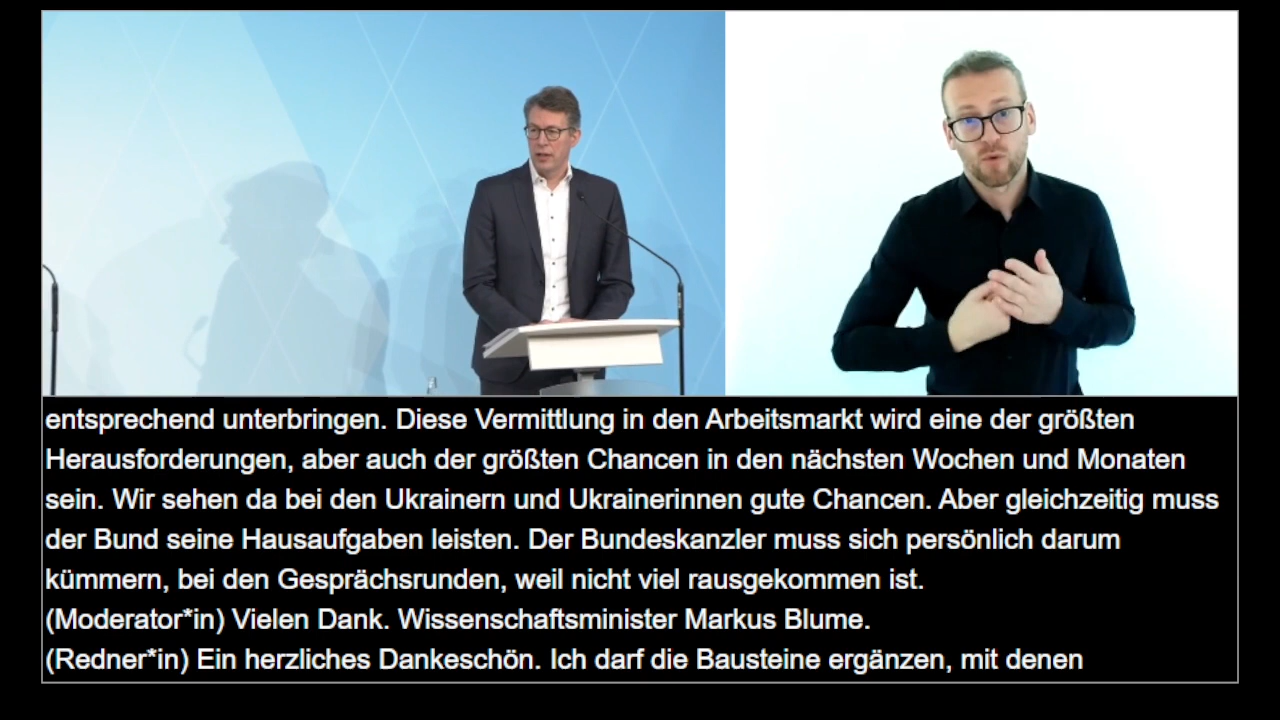 entsprechend unterbringen. Diese Vermittlung in den Arbeitsmarkt wird eine der größten
Herausforderungen, aber auch der größten Chancen in den nächsten Wochen und Monaten
sein. Wir sehen da bei den Ukrainern und Ukrainerinnen gute Chancen. Aber gleichzeitig muss
der Bund seine Hausaufgaben leisten. Der Bundeskanzler muss sich persönlich darum
kümmern, bei den Gesprächsrunden, weil nicht viel rausgekommen ist.
(Moderator*in) Vielen Dank. Wissenschaftsminister Markus Blume.
(Redner*in) Ein herzliches Dankeschön. Ich darf die Bausteine ergänzen, mit denen